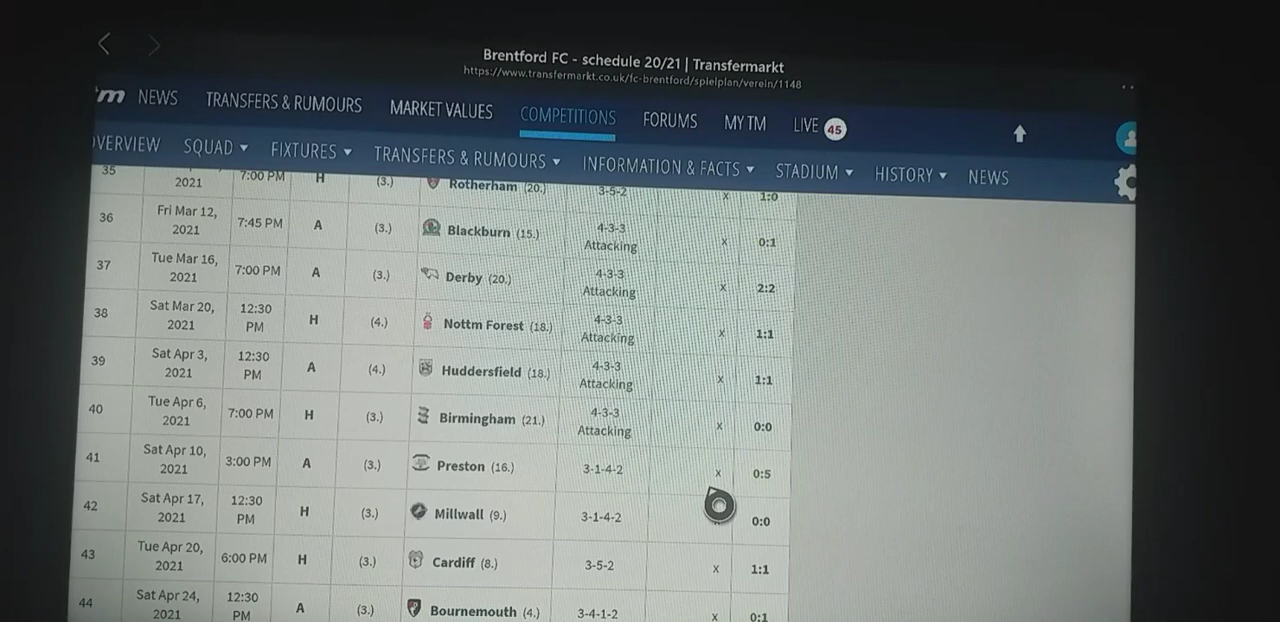 Brentford FC - schedule 20/21 | Transfermarkt
https://www.transfermarkt.co.uk/fc-brentford/spielplan/verein/1148
tm NEWS TRANSFERS & RUMOURS MARKET VALUES COMPETITIONS FORUMS MY TM LIVE 45
OVERVIEW SQUAD FIXTURES TRANSFERS & RUMOURS INFORMATION & FACTS STADIUM HISTORY NEWS
35 2021 7:00 PM H (3.) Rotherham (20.) 3-5-2 x 1:0
36 Fri Mar 12, 2021 7:45 PM A (3.) Blackburn (15.) 4-3-3 Attacking x 0:1
37 Tue Mar 16, 2021 7:00 PM A (3.) Derby (20.) 4-3-3 Attacking x 2:2
38 Sat Mar 20, 2021 12:30 PM H (4.) Nottm Forest (18.) 4-3-3 Attacking x 1:1
39 Sat Apr 3, 2021 12:30 PM A (4.) Huddersfield (18.) 4-3-3 Attacking x 1:1
40 Tue Apr 6, 2021 7:00 PM H (3.) Birmingham (21.) 4-3-3 Attacking x 0:0
41 Sat Apr 10, 2021 3:00 PM A (3.) Preston (16.) 3-1-4-2 x 0:5
42 Sat Apr 17, 2021 12:30 PM H (3.) Millwall (9.) 3-1-4-2 0:0
43 Tue Apr 20, 2021 6:00 PM H (3.) Cardiff (8.) 3-5-2 x 1:1
44 Sat Apr 24, 2021 12:30 PM A (3.) Bournemouth (4.) 3-4-1-2 x 0:1